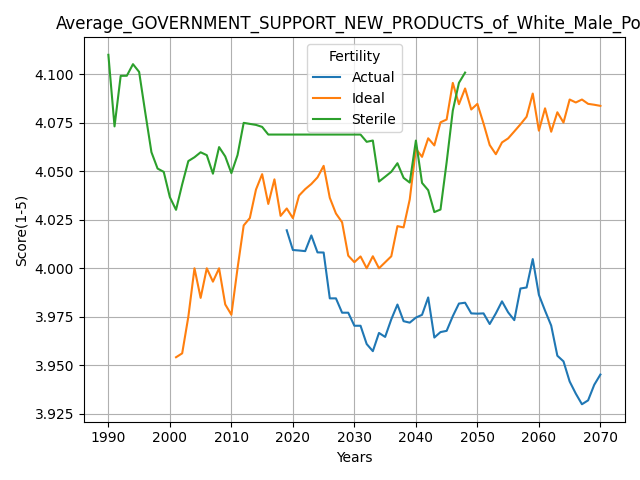 Average_GOVERNMENT_SUPPORT_NEW_PRODUCTS_of_White_Male_Po
Fertility
Actual
Ideal
Sterile
Score(1-5)
4.100
4.075
4.050
4.025
4.000
3.975
3.950
3.925
1990 2000 2010 2020 2030 2040 2050 2060 2070
Years